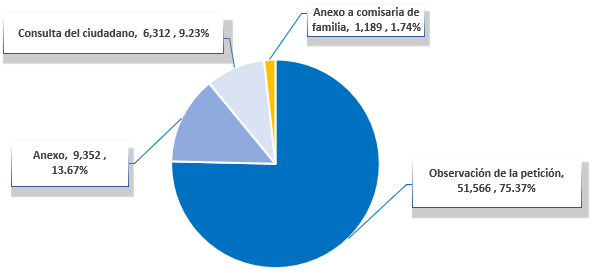 Anexo a comisaria de
familia,  1,189 , 1.74%
Consulta del ciudadano,  6,312 , 9.23%
Anexo,  9,352 ,
13.67%
Observación de la petición,
51,566 , 75.37%